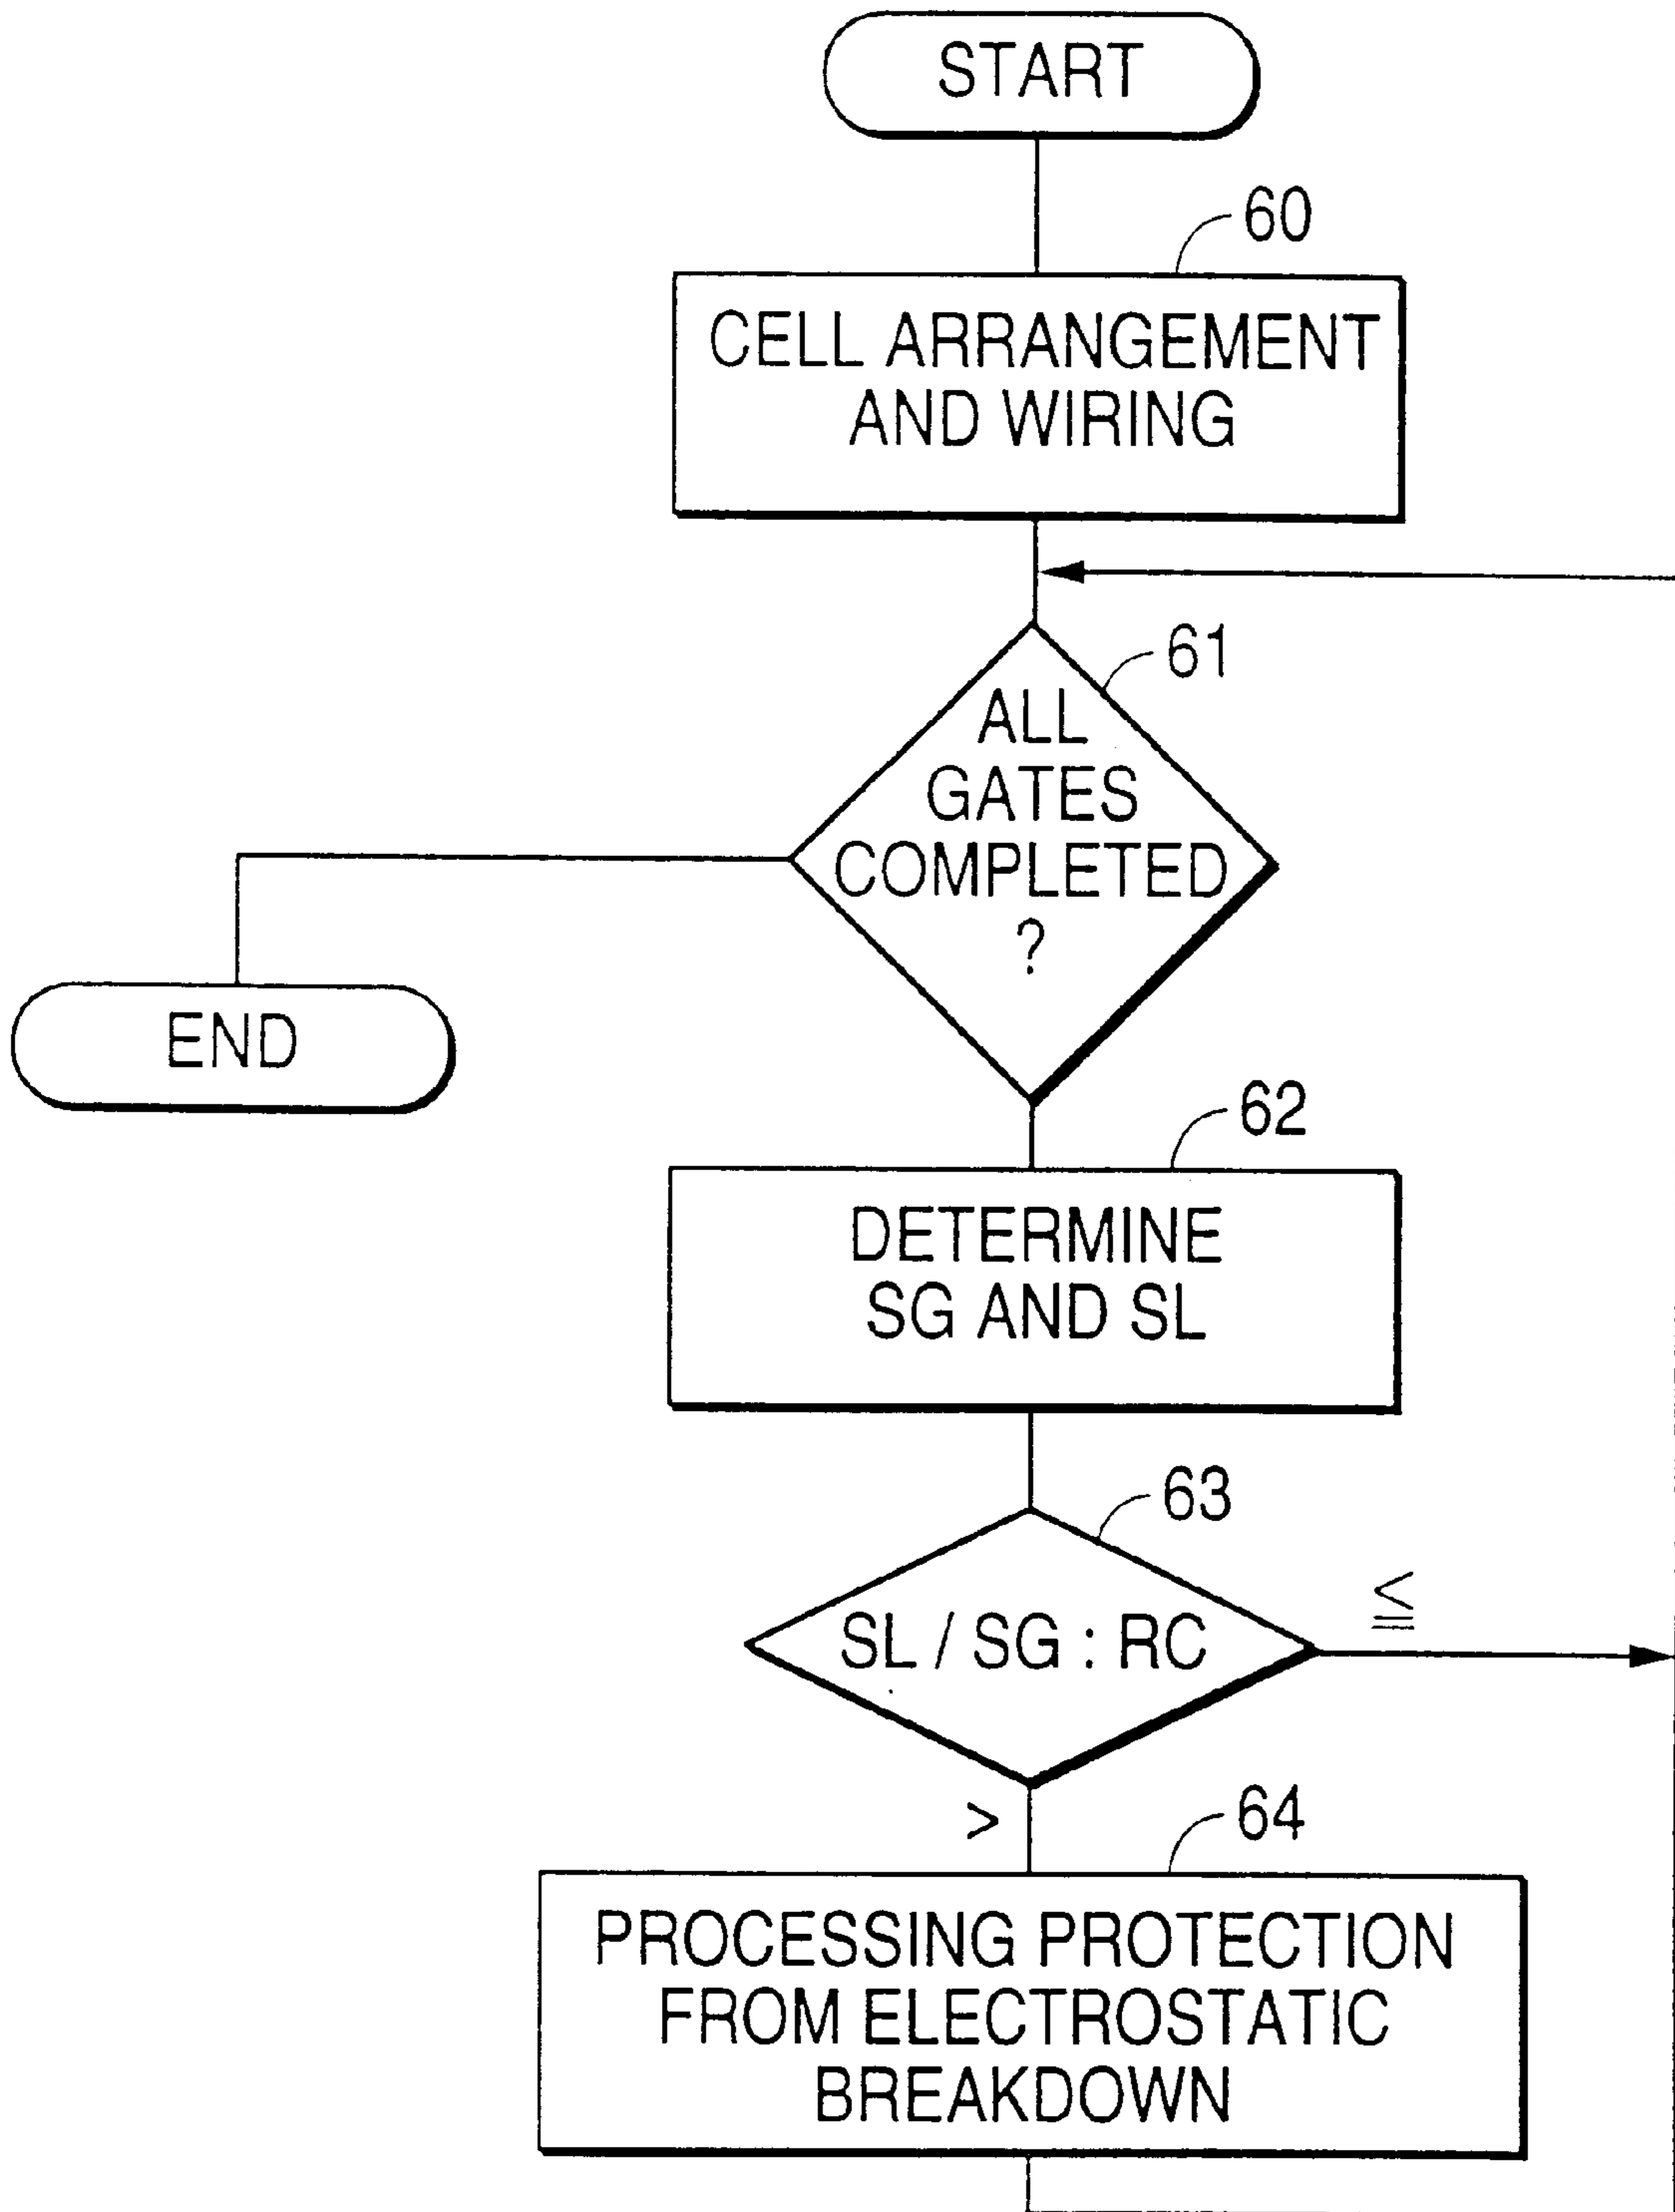 START
60
CELL ARRANGEMENT
AND WIRING
61
ALL
GATES
COMPLETED
?
END
62
DETERMINE
SG AND SL
63
SL / SG : RC
≦
>
64
PROCESSING PROTECTION
FROM ELECTROSTATIC
BREAKDOWN